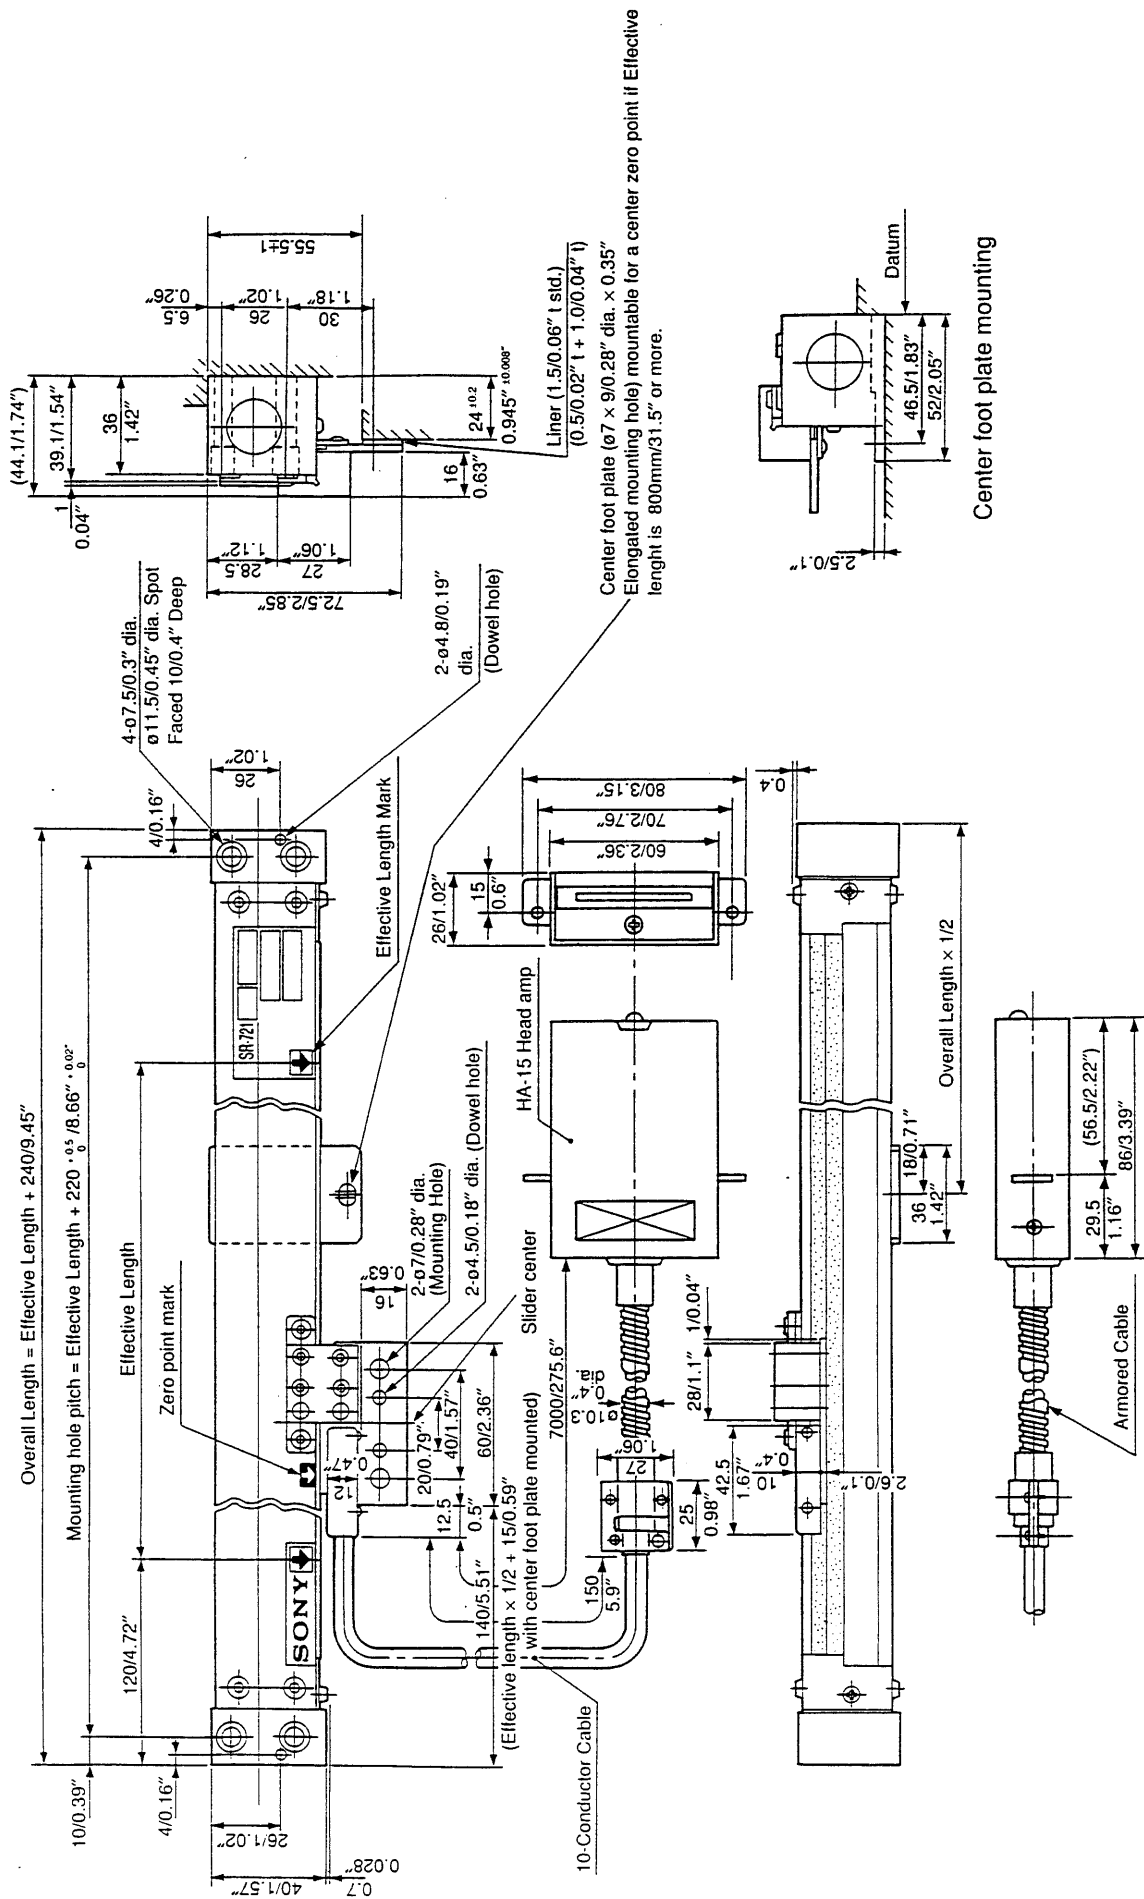 Overall Length = Effective Length + 240/9.45"
Mounting hole pitch = Effective Length + 220 +0.5 0 /8.66" +0.02" 0
Effective Length
120/4.72"
10/0.39"
4/0.16"
4/0.16"
Zero point mark
4-ø7.5/0.3" dia.
ø11.5/0.45" dia. Spot
Faced 10/0.4" Deep
26
1.02"
2-ø4.8/0.19"
dia.
(Dowel hole)
Effective Length Mark
SR-721
SONY
26/1.02"
40/1.57"
0.7
0.028"
12
0.47"
16
0.63"
2-ø7/0.28" dia.
(Mounting Hole)
2-ø4.5/0.18" dia. (Dowel hole)
Slider center
20/0.79"
40/1.57"
60/2.36"
12.5
0.5"
140/5.51"
(Effective length × 1/2 + 15/0.59"
with center foot plate mounted)
7000/275.6"
150
5.9"
10-Conductor Cable
27
1.06"
25
0.98"
ø10.3
0.4"
dia.
HA-15 Head amp
26/1.02"
15
0.6"
60/2.36"
70/2.76"
80/3.15"
(44.1/1.74")
39.1/1.54"
36
1.42"
1
0.04"
6.5
0.26"
26
1.02"
30
1.18"
55.5±1
28.5
1.12"
27
1.06"
72.5/2.85"
16
0.63"
24 ±0.2
0.945" ±0.008"
Liner (1.5/0.06" t std.)
(0.5/0.02" t + 1.0/0.04" t)
Center foot plate (ø7 × 9/0.28" dia. × 0.35"
Elongated mounting hole) mountable for a center zero point if Effective
lenght is 800mm/31.5" or more.
28/1.1"
1/0.04"
42.5
1.67"
10
0.4"
2.6/0.1"
18/0.71"
36
1.42"
Overall Length × 1/2
0.4
29.5
1.16"
(56.5/2.22")
86/3.39"
Armored Cable
2.5/0.1"
46.5/1.83"
52/2.05"
Datum
Center foot plate mounting